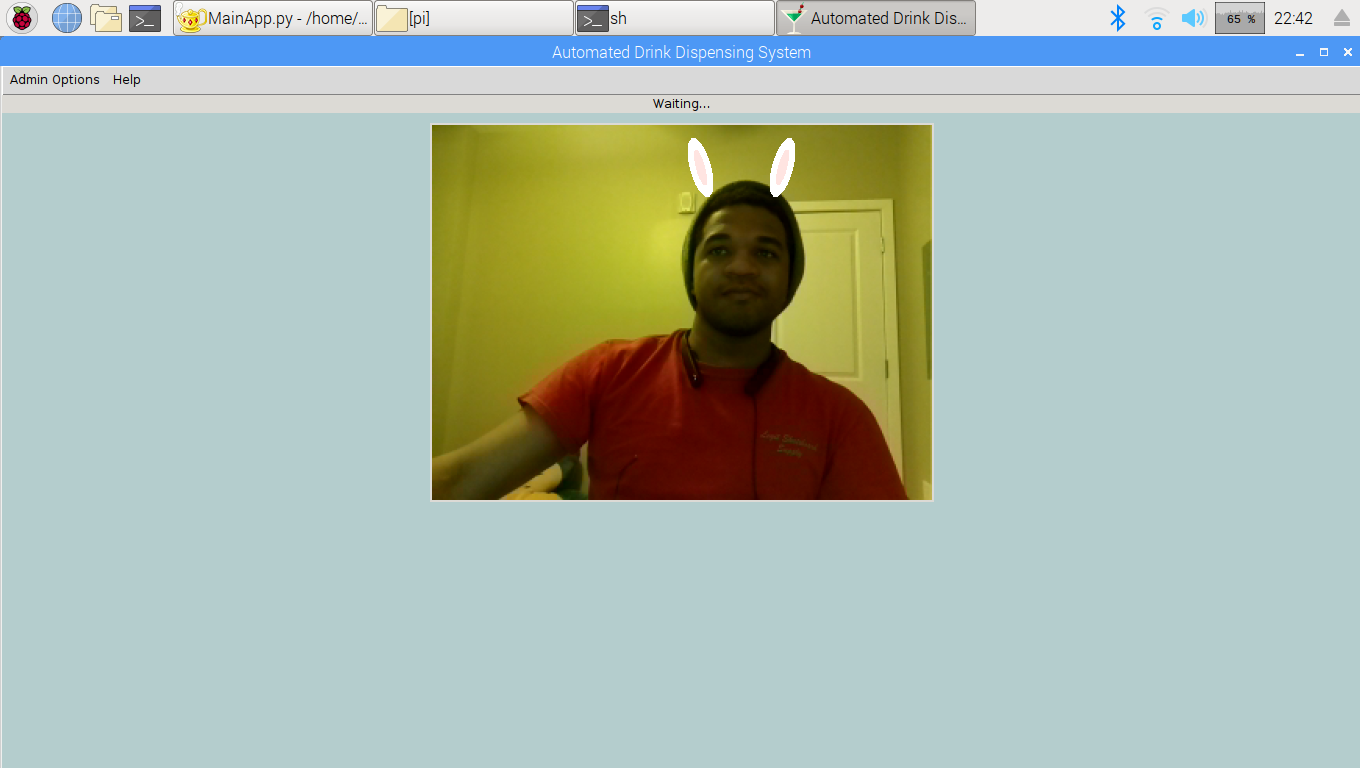 MainApp.py - /home/... [pi] sh Automated Drink Dis... 65 % 22:42
Automated Drink Dispensing System
Admin Options Help
Waiting...
Supply